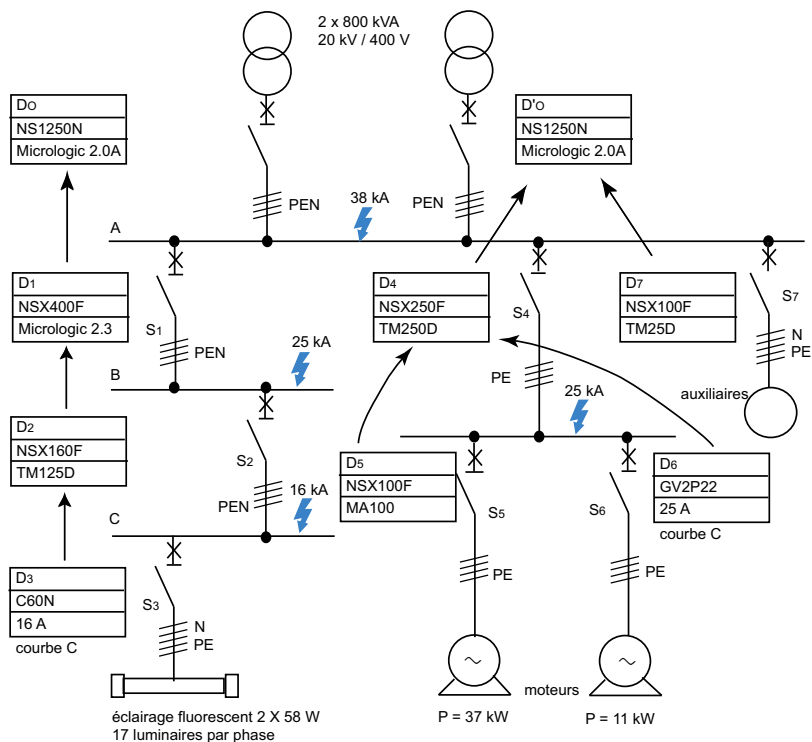 2 x 800 kVA
20 kV / 400 V
DO
NS1250N
Micrologic 2.0A
D'O
NS1250N
Micrologic 2.0A
PEN
38 kA
PEN
A
D1
NSX400F
Micrologic 2.3
S1
PEN
D4
NSX250F
TM250D
S4
PE
D7
NSX100F
TM25D
S7
N
PE
auxiliaires
25 kA
B
25 kA
D2
NSX160F
TM125D
S2
PEN
16 kA
D5
NSX100F
MA100
S5
PE
S6
PE
D6
GV2P22
25 A
courbe C
C
D3
C60N
16 A
courbe C
S3
N
PE
moteurs
éclairage fluorescent 2 X 58 W
17 luminaires par phase
P = 37 kW
P = 11 kW